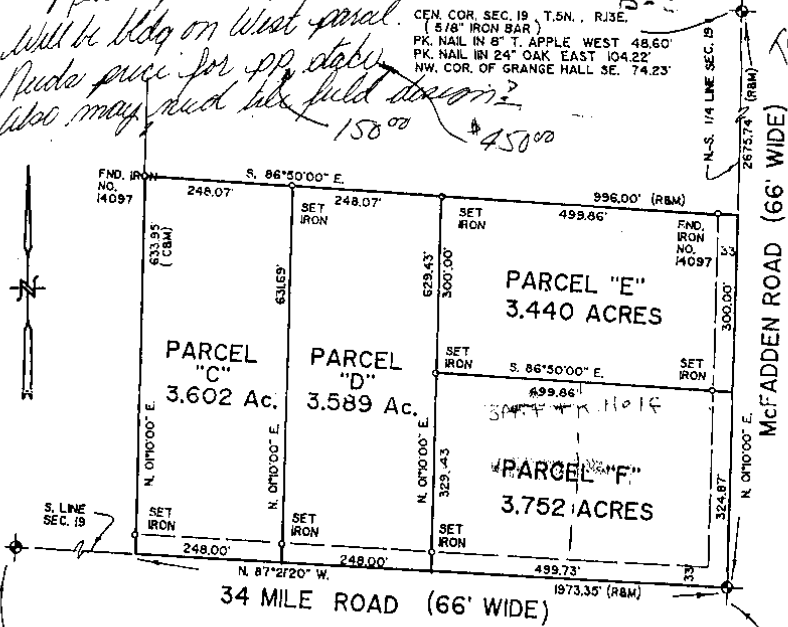 will be bldg on West parcel.
Needs price for pp stake
also may need tile field design?
150⁰⁰
$450⁰⁰
CEN. COR. SEC. 19, T.5N., R.13E.
(5/8" IRON BAR)
PK. NAIL IN 8" T. APPLE WEST 48.60'
PK. NAIL IN 24" OAK EAST 104.22'
NW. COR. OF GRANGE HALL SE. 74.23'
N.-S. 1/4 LINE SEC. 19
2675.74' (R&M)
McFADDEN ROAD (66' WIDE)
FND. IRON
NO.
14097
S. 86°50'00" E.
996.00' (R&M)
248.07'
248.07'
499.86'
SET
IRON
SET
IRON
FND.
IRON
NO.
14097
33
633.95'
(C&M)
631.69'
629.43'
300.00'
300.00'
N
PARCEL "E"
3.440 ACRES
PARCEL
"C"
3.602 Ac.
PARCEL
"D"
3.589 Ac.
SET
IRON
S. 86°50'00" E.
SET
IRON
499.86'
Hole
PARCEL "F"
3.752 ACRES
N. 01°10'00" E.
N. 01°10'00" E.
N. 01°10'00" E.
329.43
324.87'
N. 01°10'00" E.
S. LINE
SEC. 19
SET
IRON
SET
IRON
SET
IRON
248.00'
248.00'
499.73'
33'
N. 87°21'20" W.
1973.35' (R&M)
34 MILE ROAD (66' WIDE)